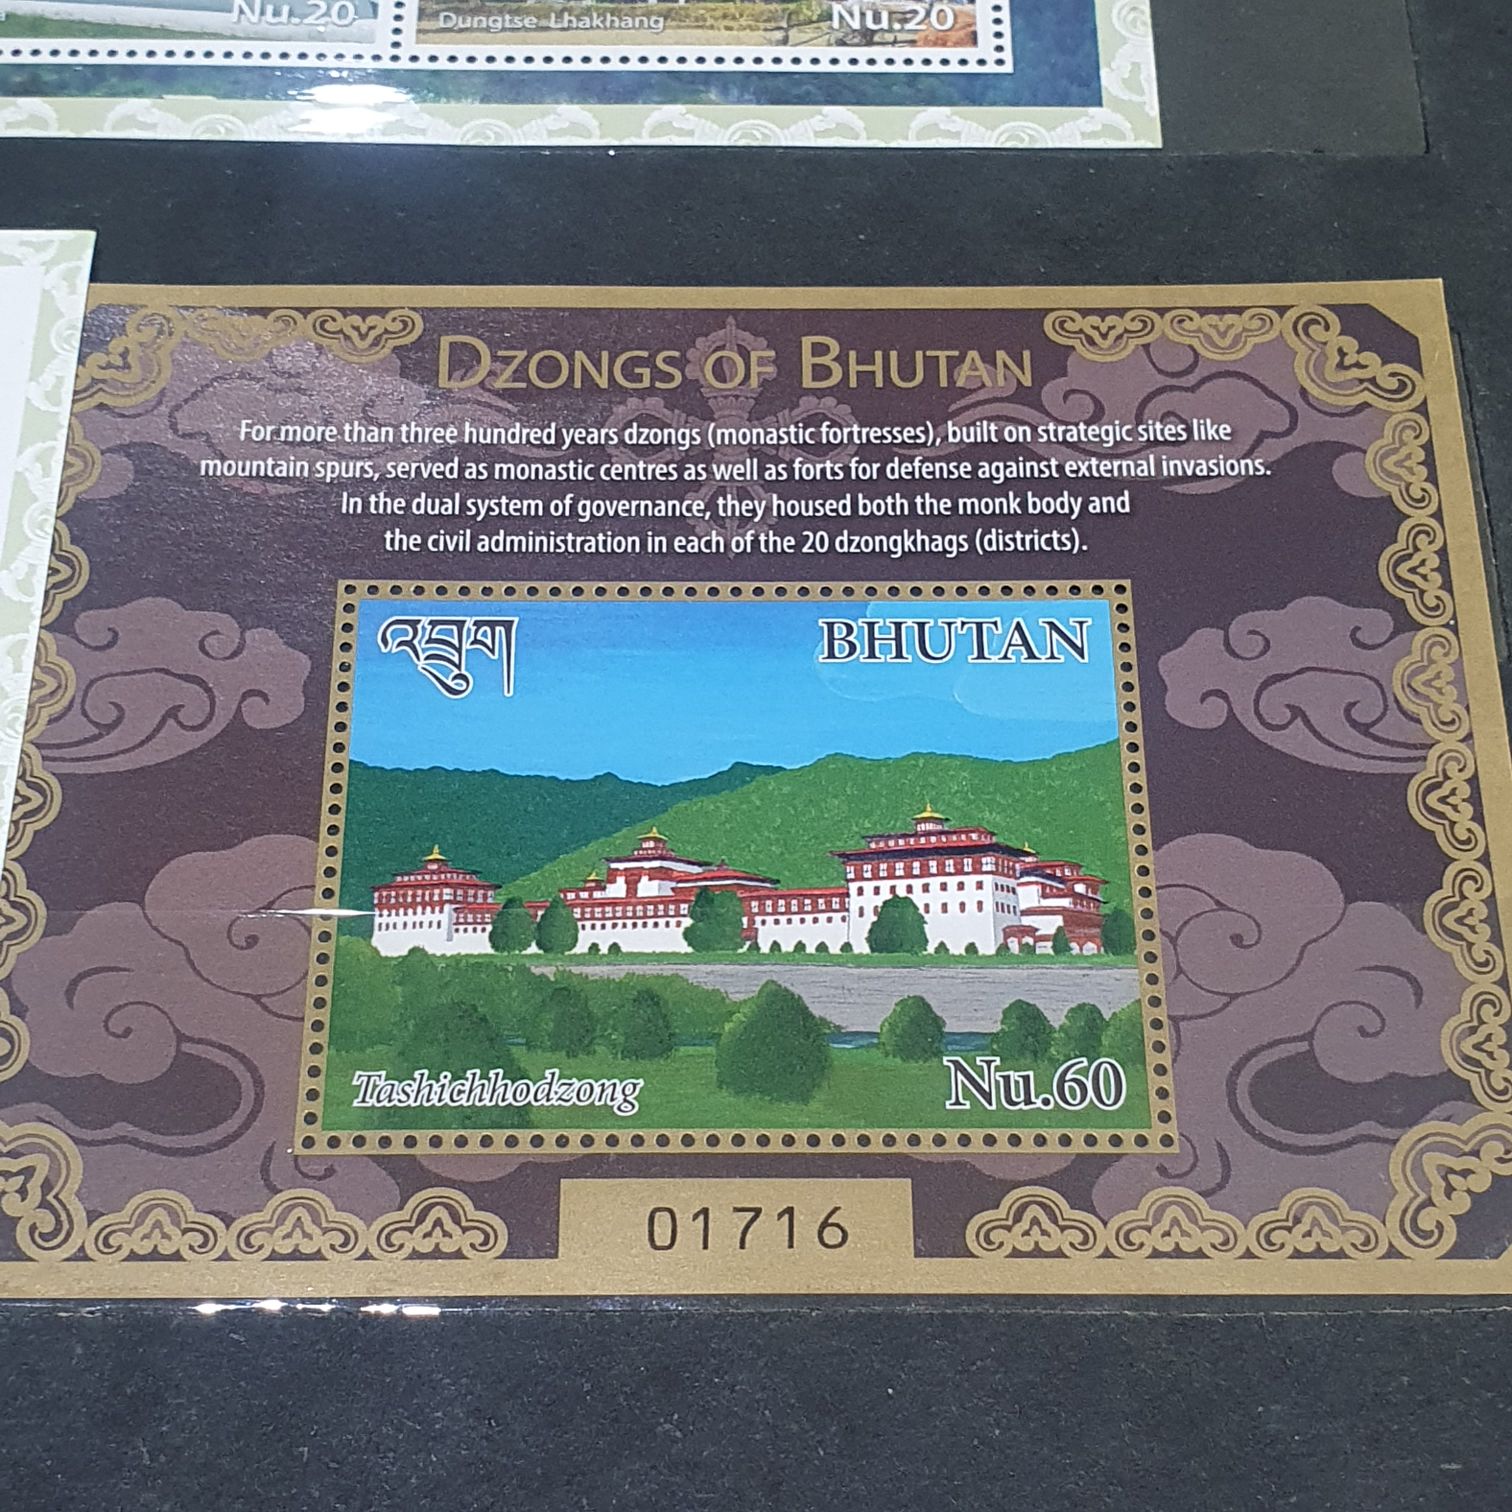 Nu.20
Dungtse Lhakhang
Nu.20
DZONGS OF BHUTAN
For more than three hundred years dzongs (monastic fortresses), built on strategic sites like
mountain spurs, served as monastic centres as well as forts for defense against external invasions.
In the dual system of governance, they housed both the monk body and
the civil administration in each of the 20 dzongkhags (districts).
འབྲུག
BHUTAN
Tashichhodzong
Nu.60
01716